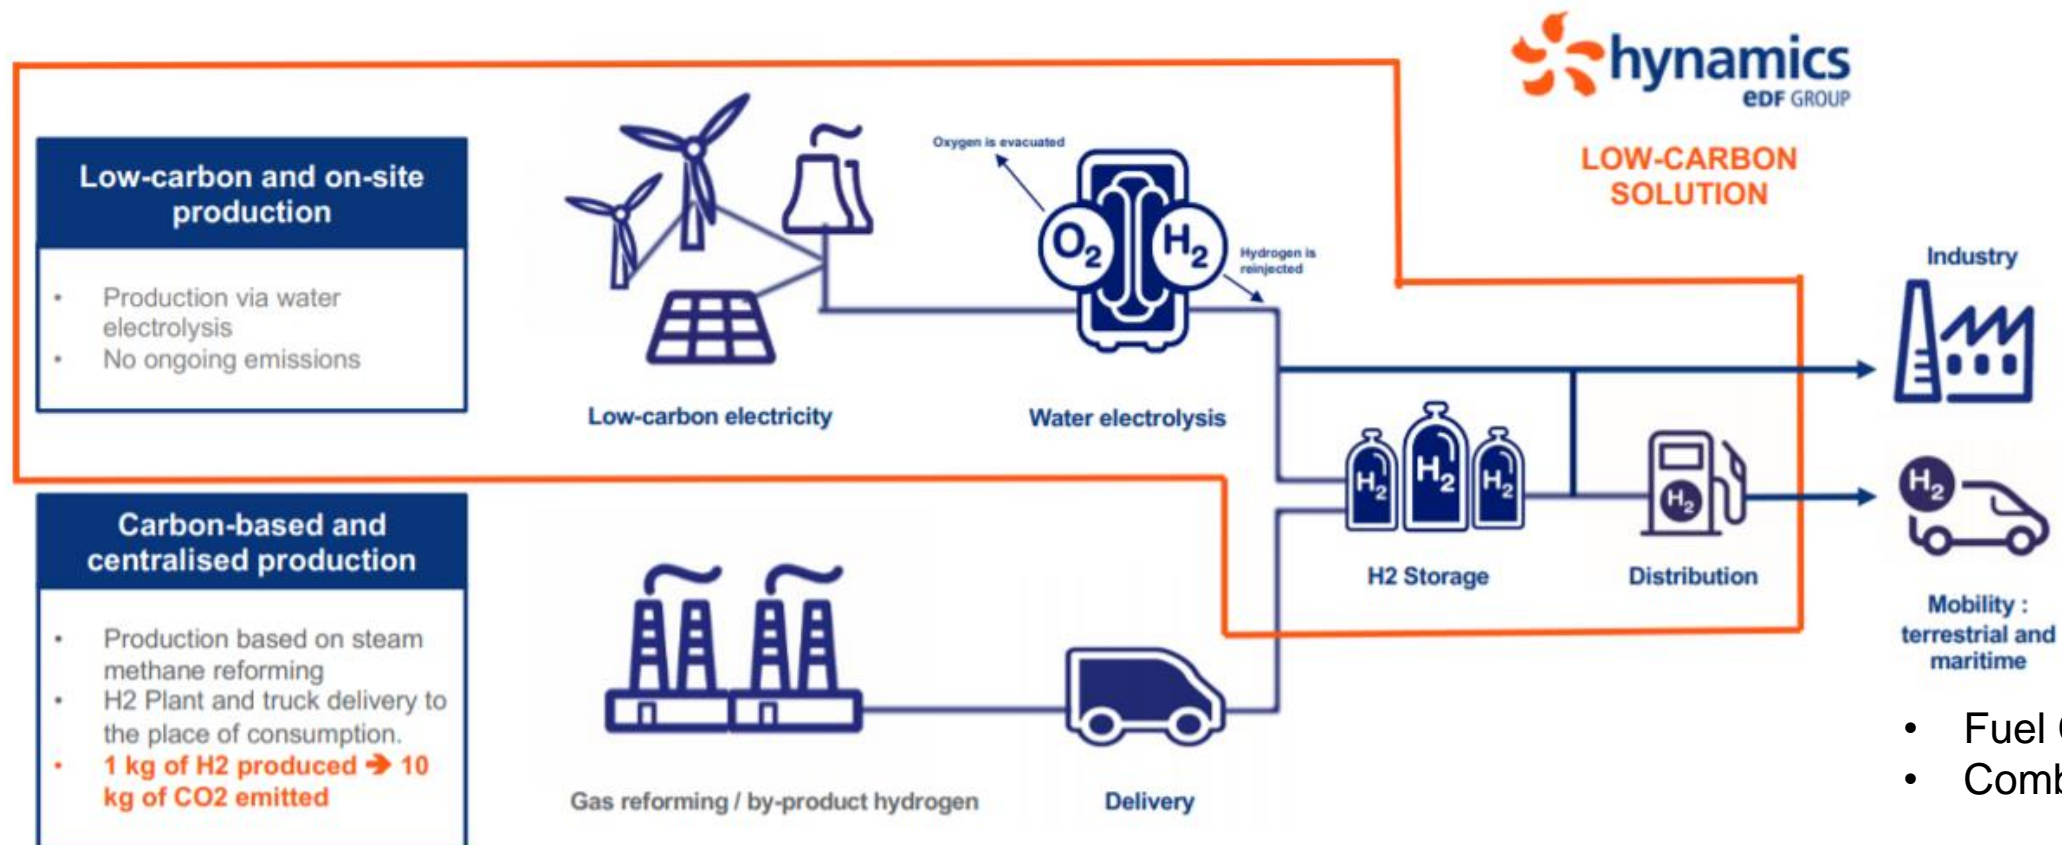 hynamics
eDF GROUP
LOW-CARBON
SOLUTION
Low-carbon and on-site
production
• Production via water
electrolysis
• No ongoing emissions
Oxygen is evacuated
O2
H2
Hydrogen is
reinjected
Low-carbon electricity
Water electrolysis
Industry
H2
H2
H2
H2
H2
H2 Storage
Distribution
Mobility :
terrestrial and
maritime
Carbon-based and
centralised production
• Production based on steam
methane reforming
• H2 Plant and truck delivery to
the place of consumption.
• 1 kg of H2 produced ➔ 10
kg of CO2 emitted
Gas reforming / by-product hydrogen
Delivery
• Fuel